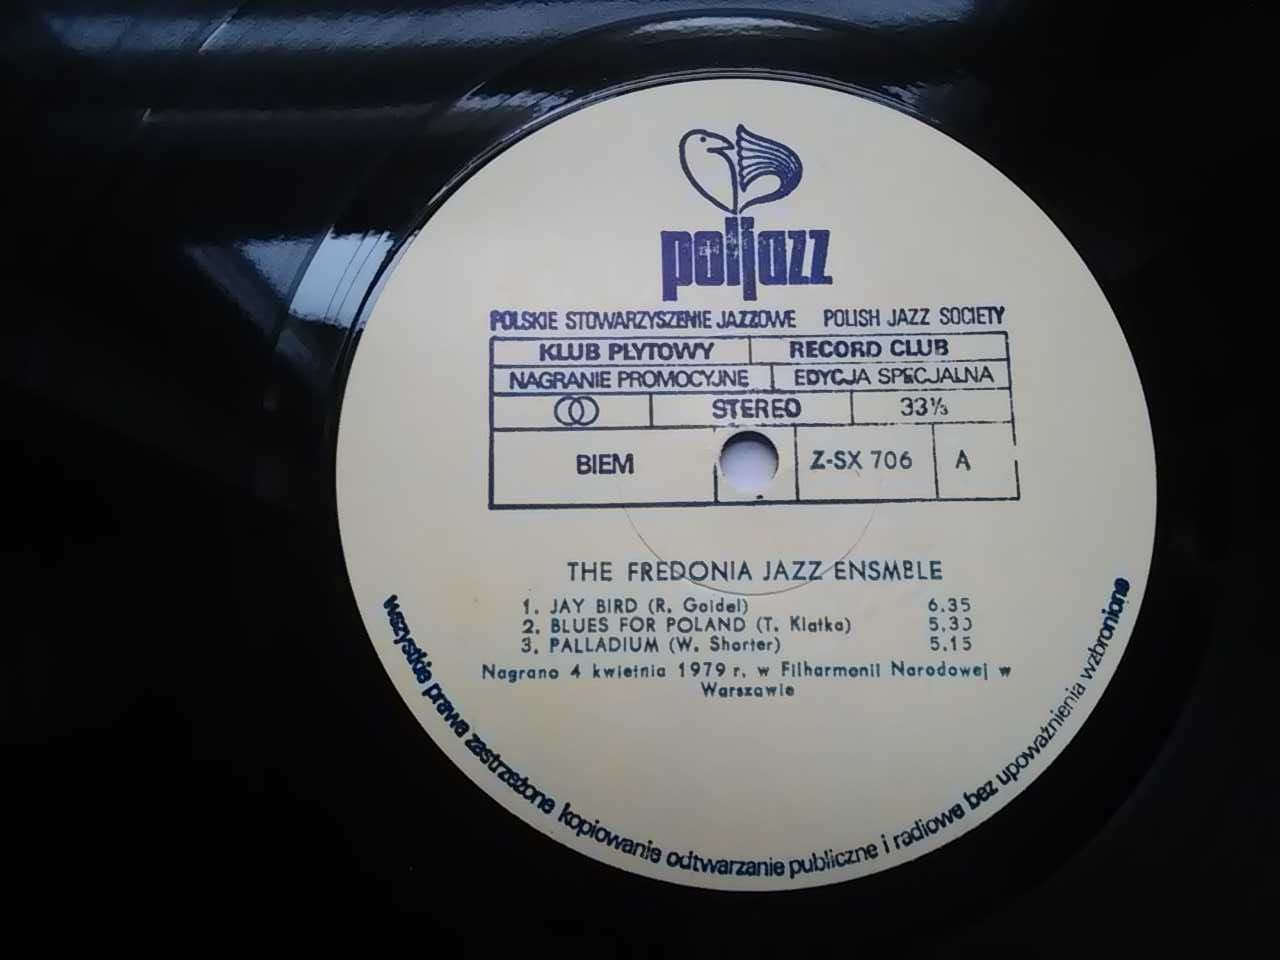 poljazz
POLSKIE STOWARZYSZENIE JAZZOWE POLISH JAZZ SOCIETY
KLUB PŁYTOWY RECORD CLUB
NAGRANIE PROMOCYJNE EDYCJA SPECJALNA
STEREO 33⅓
BIEM Z-SX 706 A
THE FREDONIA JAZZ ENSMBLE
1. JAY BIRD (R. Goidel) 6.35
2. BLUES FOR POLAND (T. Klatka) 5.30
3. PALLADIUM (W. Shorter) 5.15
Nagrano 4 kwietnia 1979 r. w Filharmonii Narodowej w
Warszawie
wszystkie prawa zastrzeżone kopiowanie odtwarzanie publiczne i radiowe bez upoważnienia wzbronione